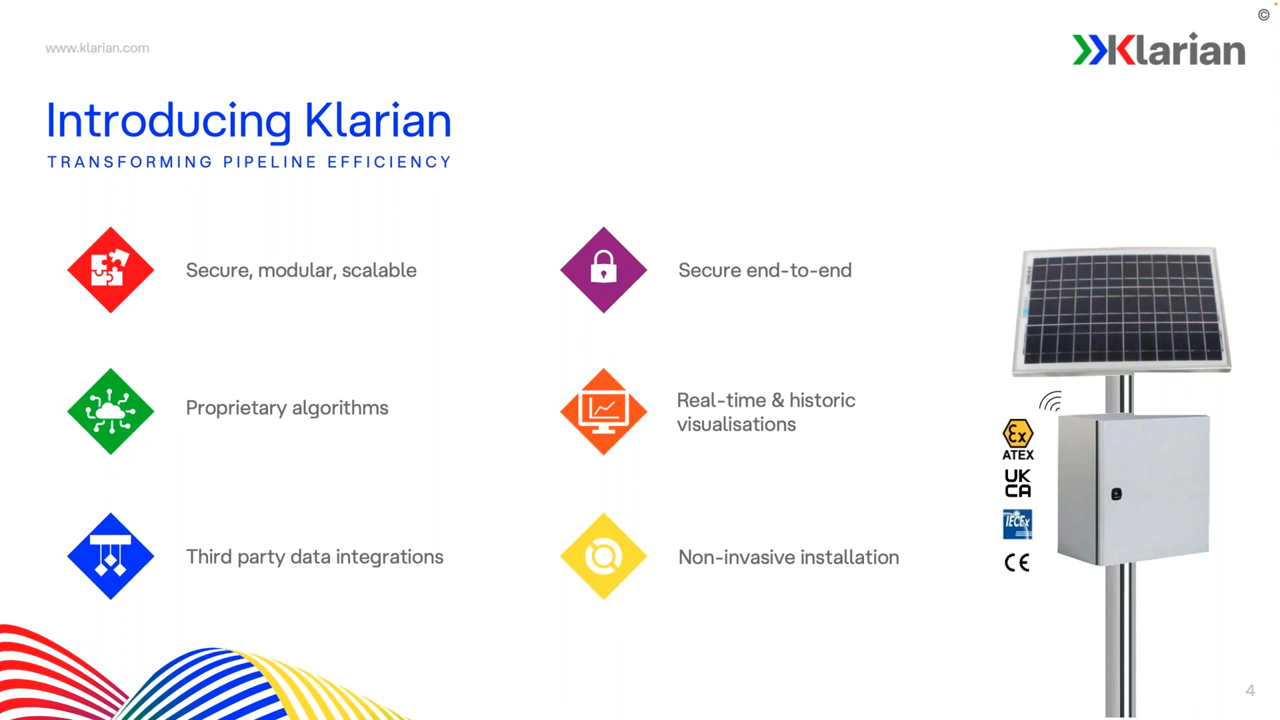 ©
www.klarian.com
Klarian
Introducing Klarian
TRANSFORMING PIPELINE EFFICIENCY
Secure, modular, scalable
Secure end-to-end
Proprietary algorithms
Real-time & historic
visualisations
Third party data integrations
Non-invasive installation
Ex
ATEX
UK
CA
IECEx
CE
4